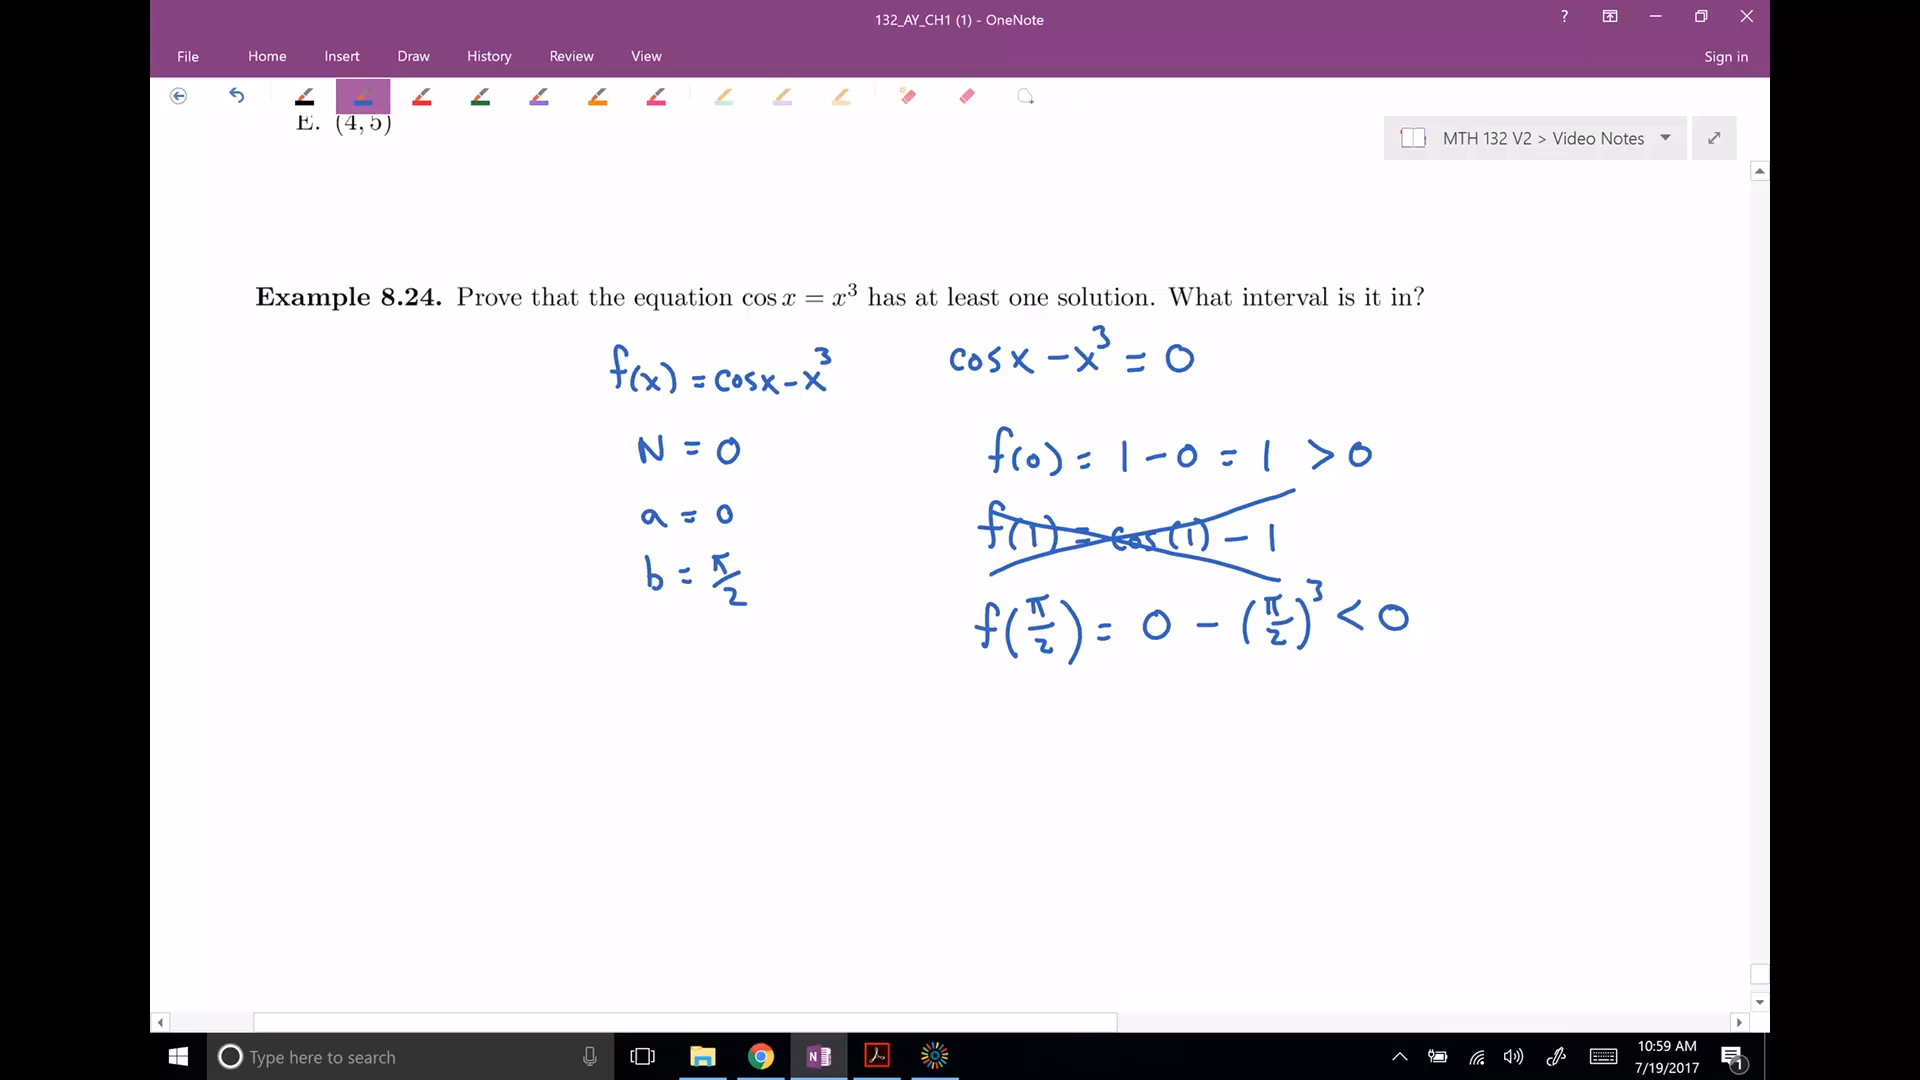 132_AY_CH1 (1) - OneNote
?
File Home Insert Draw History Review View Sign in
E. (4, 5)
MTH 132 V2 > Video Notes
Example 8.24. Prove that the equation cos x = x³ has at least one solution. What interval is it in?
f(x) = cosx - x³
cosx - x³ = 0
N = 0
f(0) = 1 - 0 = 1 > 0
a = 0
f(1) = cos(1) - 1
b = π/2
f(π/2) = 0 - (π/2)³ < 0
Type here to search
10:59 AM
7/19/2017
1